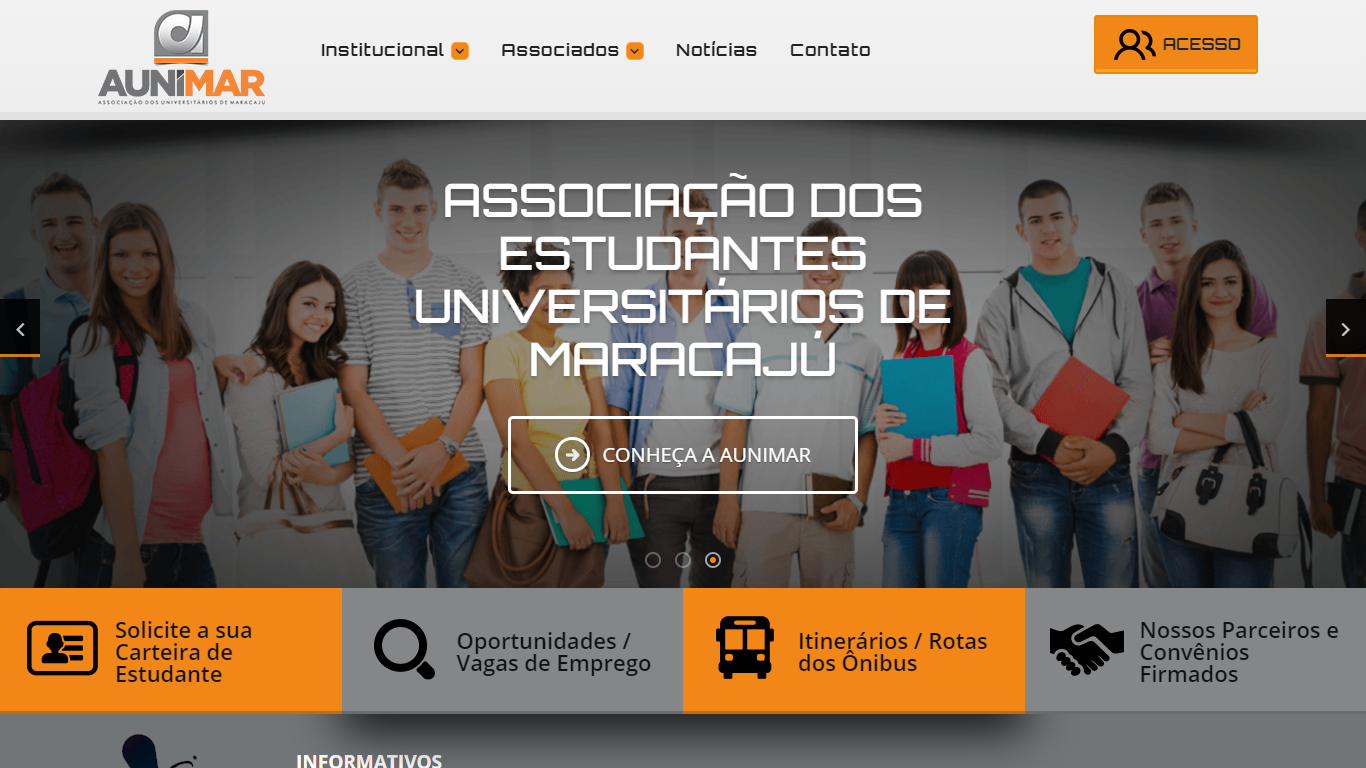 AUNIMAR
ASSOCIAÇÃO DOS UNIVERSITÁRIOS DE MARACAJU
Institucional
Associados
Notícias
Contato
ACESSO
ASSOCIAÇÃO DOS
ESTUDANTES
UNIVERSITÁRIOS DE
MARACAJÚ
CONHEÇA A AUNIMAR
Solicite a sua
Carteira de
Estudante
Oportunidades /
Vagas de Emprego
Itinerários / Rotas
dos Ônibus
Nossos Parceiros e
Convênios
Firmados
INFORMATIVOS